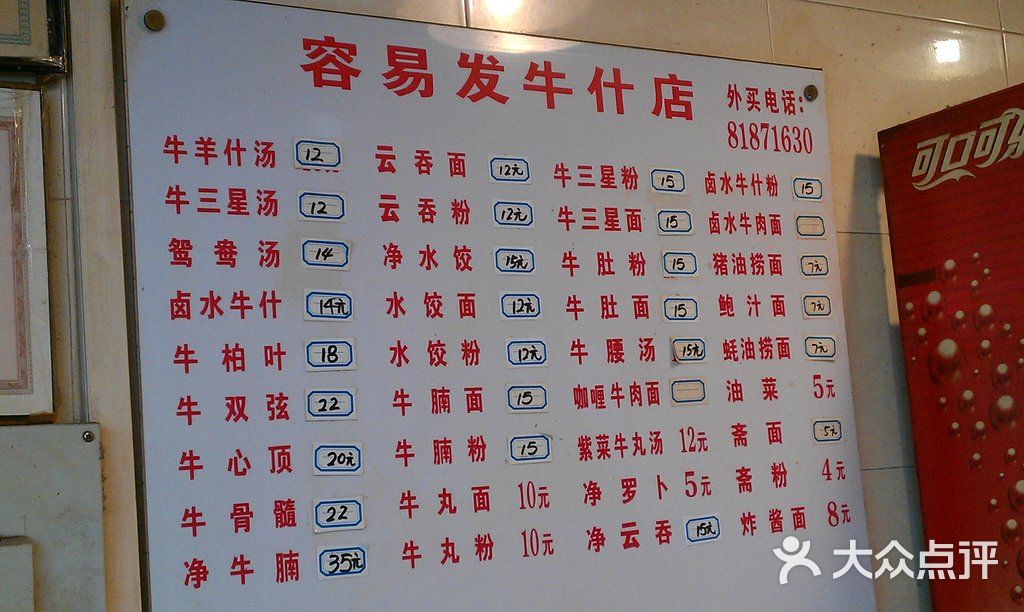 容易发牛什店
外买电话：
81871630
牛羊什汤 12
牛三星汤 12
鸳鸯汤 14
卤水牛什 14元
牛柏叶 18
牛双弦 22
牛心顶 20元
牛骨髓 22
净牛腩 35元
云吞面 12元
云吞粉 12元
净水饺 15元
水饺面 12元
水饺粉 12元
牛腩面 15
牛腩粉 15
牛丸面 10元
牛丸粉 10元
牛三星粉 15
牛三星面 15
牛肚粉 15
牛肚面 15
牛腰汤 15元
咖喱牛肉面
紫菜牛丸汤 12元
净罗卜 5元
净云吞 15元
卤水牛什粉 15
卤水牛肉面
猪油捞面 7元
鲍汁面 7元
蚝油捞面 7元
油菜 5元
斋面 5元
斋粉 4元
炸酱面 8元
可口可乐
大众点评